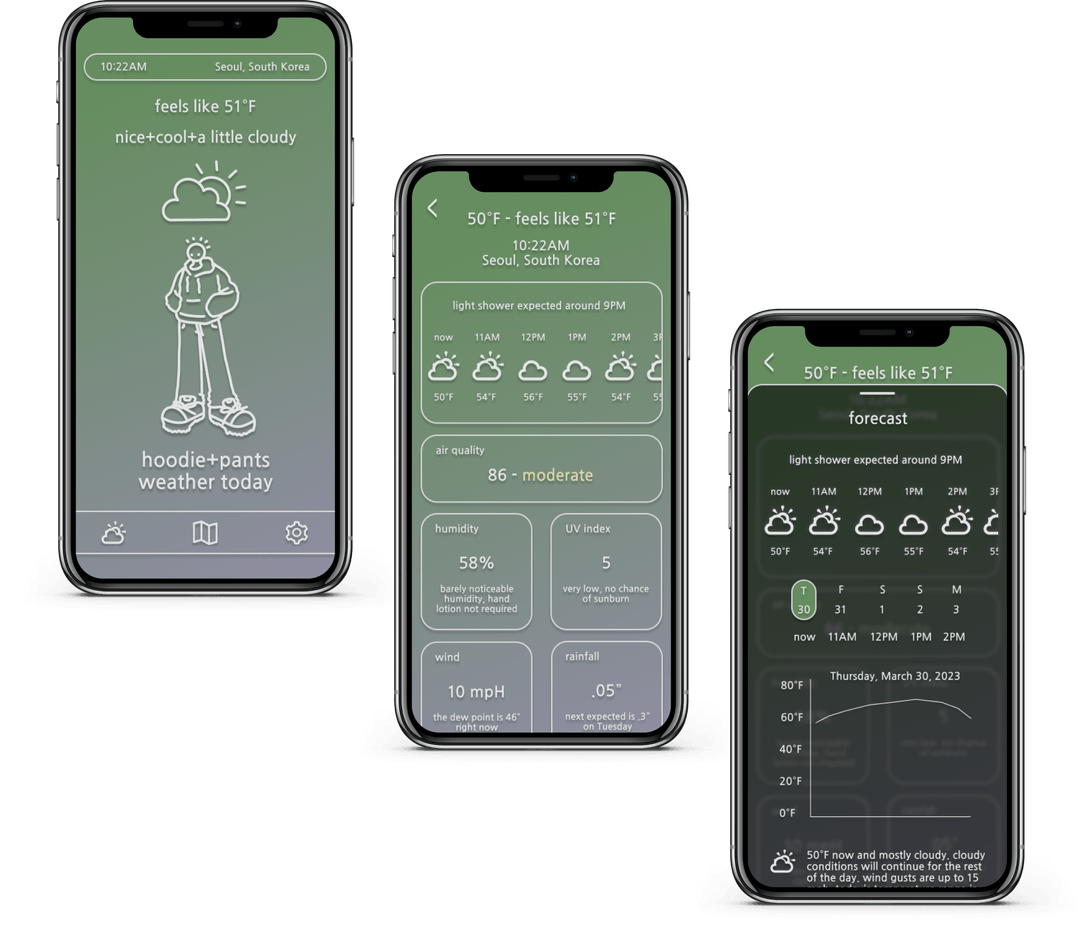 10:22AM Seoul, South Korea
feels like 51°F
nice+cool+a little cloudy
hoodie+pants
weather today
50°F - feels like 51°F
10:22AM
Seoul, South Korea
light shower expected around 9PM
now 11AM 12PM 1PM 2PM
50°F 54°F 56°F 55°F 54°F
air quality
86 - moderate
humidity
58%
barely noticeable
humidity, hand
lotion not required
UV index
5
very low, no chance
of sunburn
wind
10 mpH
the dew point is 46°
right now
rainfall
.05"
next expected is .3"
on Tuesday
50°F - feels like 51°F
forecast
light shower expected around 9PM
now 11AM 12PM 1PM 2PM
50°F 54°F 56°F 55°F 54°F
T F S S M
30 31 1 2 3
now 11AM 12PM 1PM 2PM
Thursday, March 30, 2023
80°F
60°F
40°F
20°F
0°F
50°F now and mostly cloudy. cloudy
conditions will continue for the rest
of the day. wind gusts are up to 15